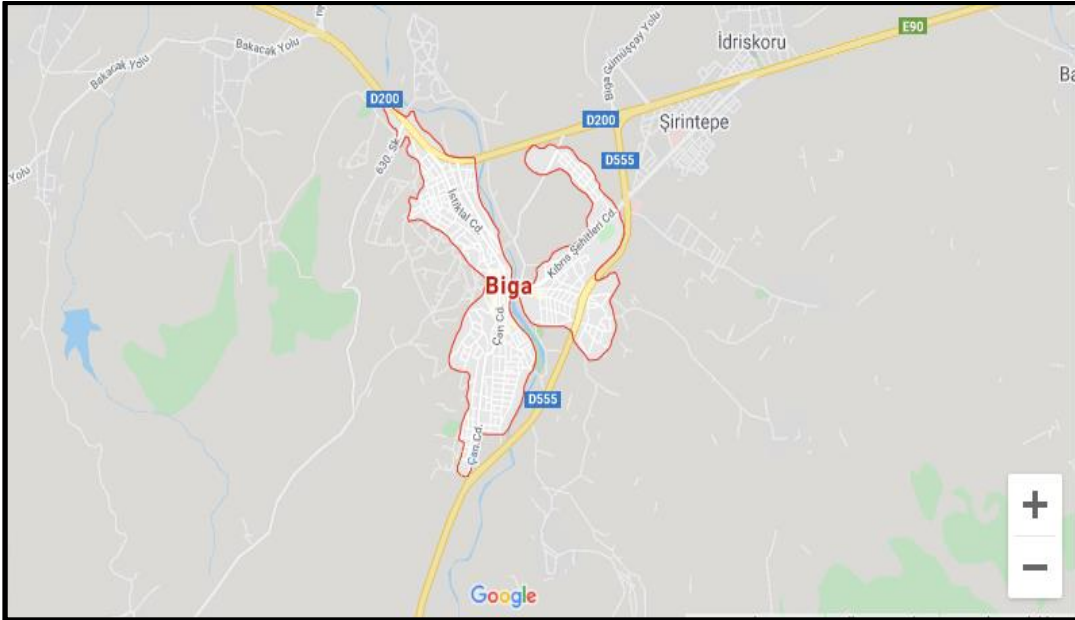 E90
İdriskoru
Bakacak Yolu
Bakacak Yolu
Biga Gümüşçay Yolu
Ba
D200
D200
Şirintepe
630. Sk
D555
Yolu
İstiklal Cd.
Kıbrıs Şehitleri Cd.
Biga
Çan Cd.
D555
Çan Cd.
+
−
Google